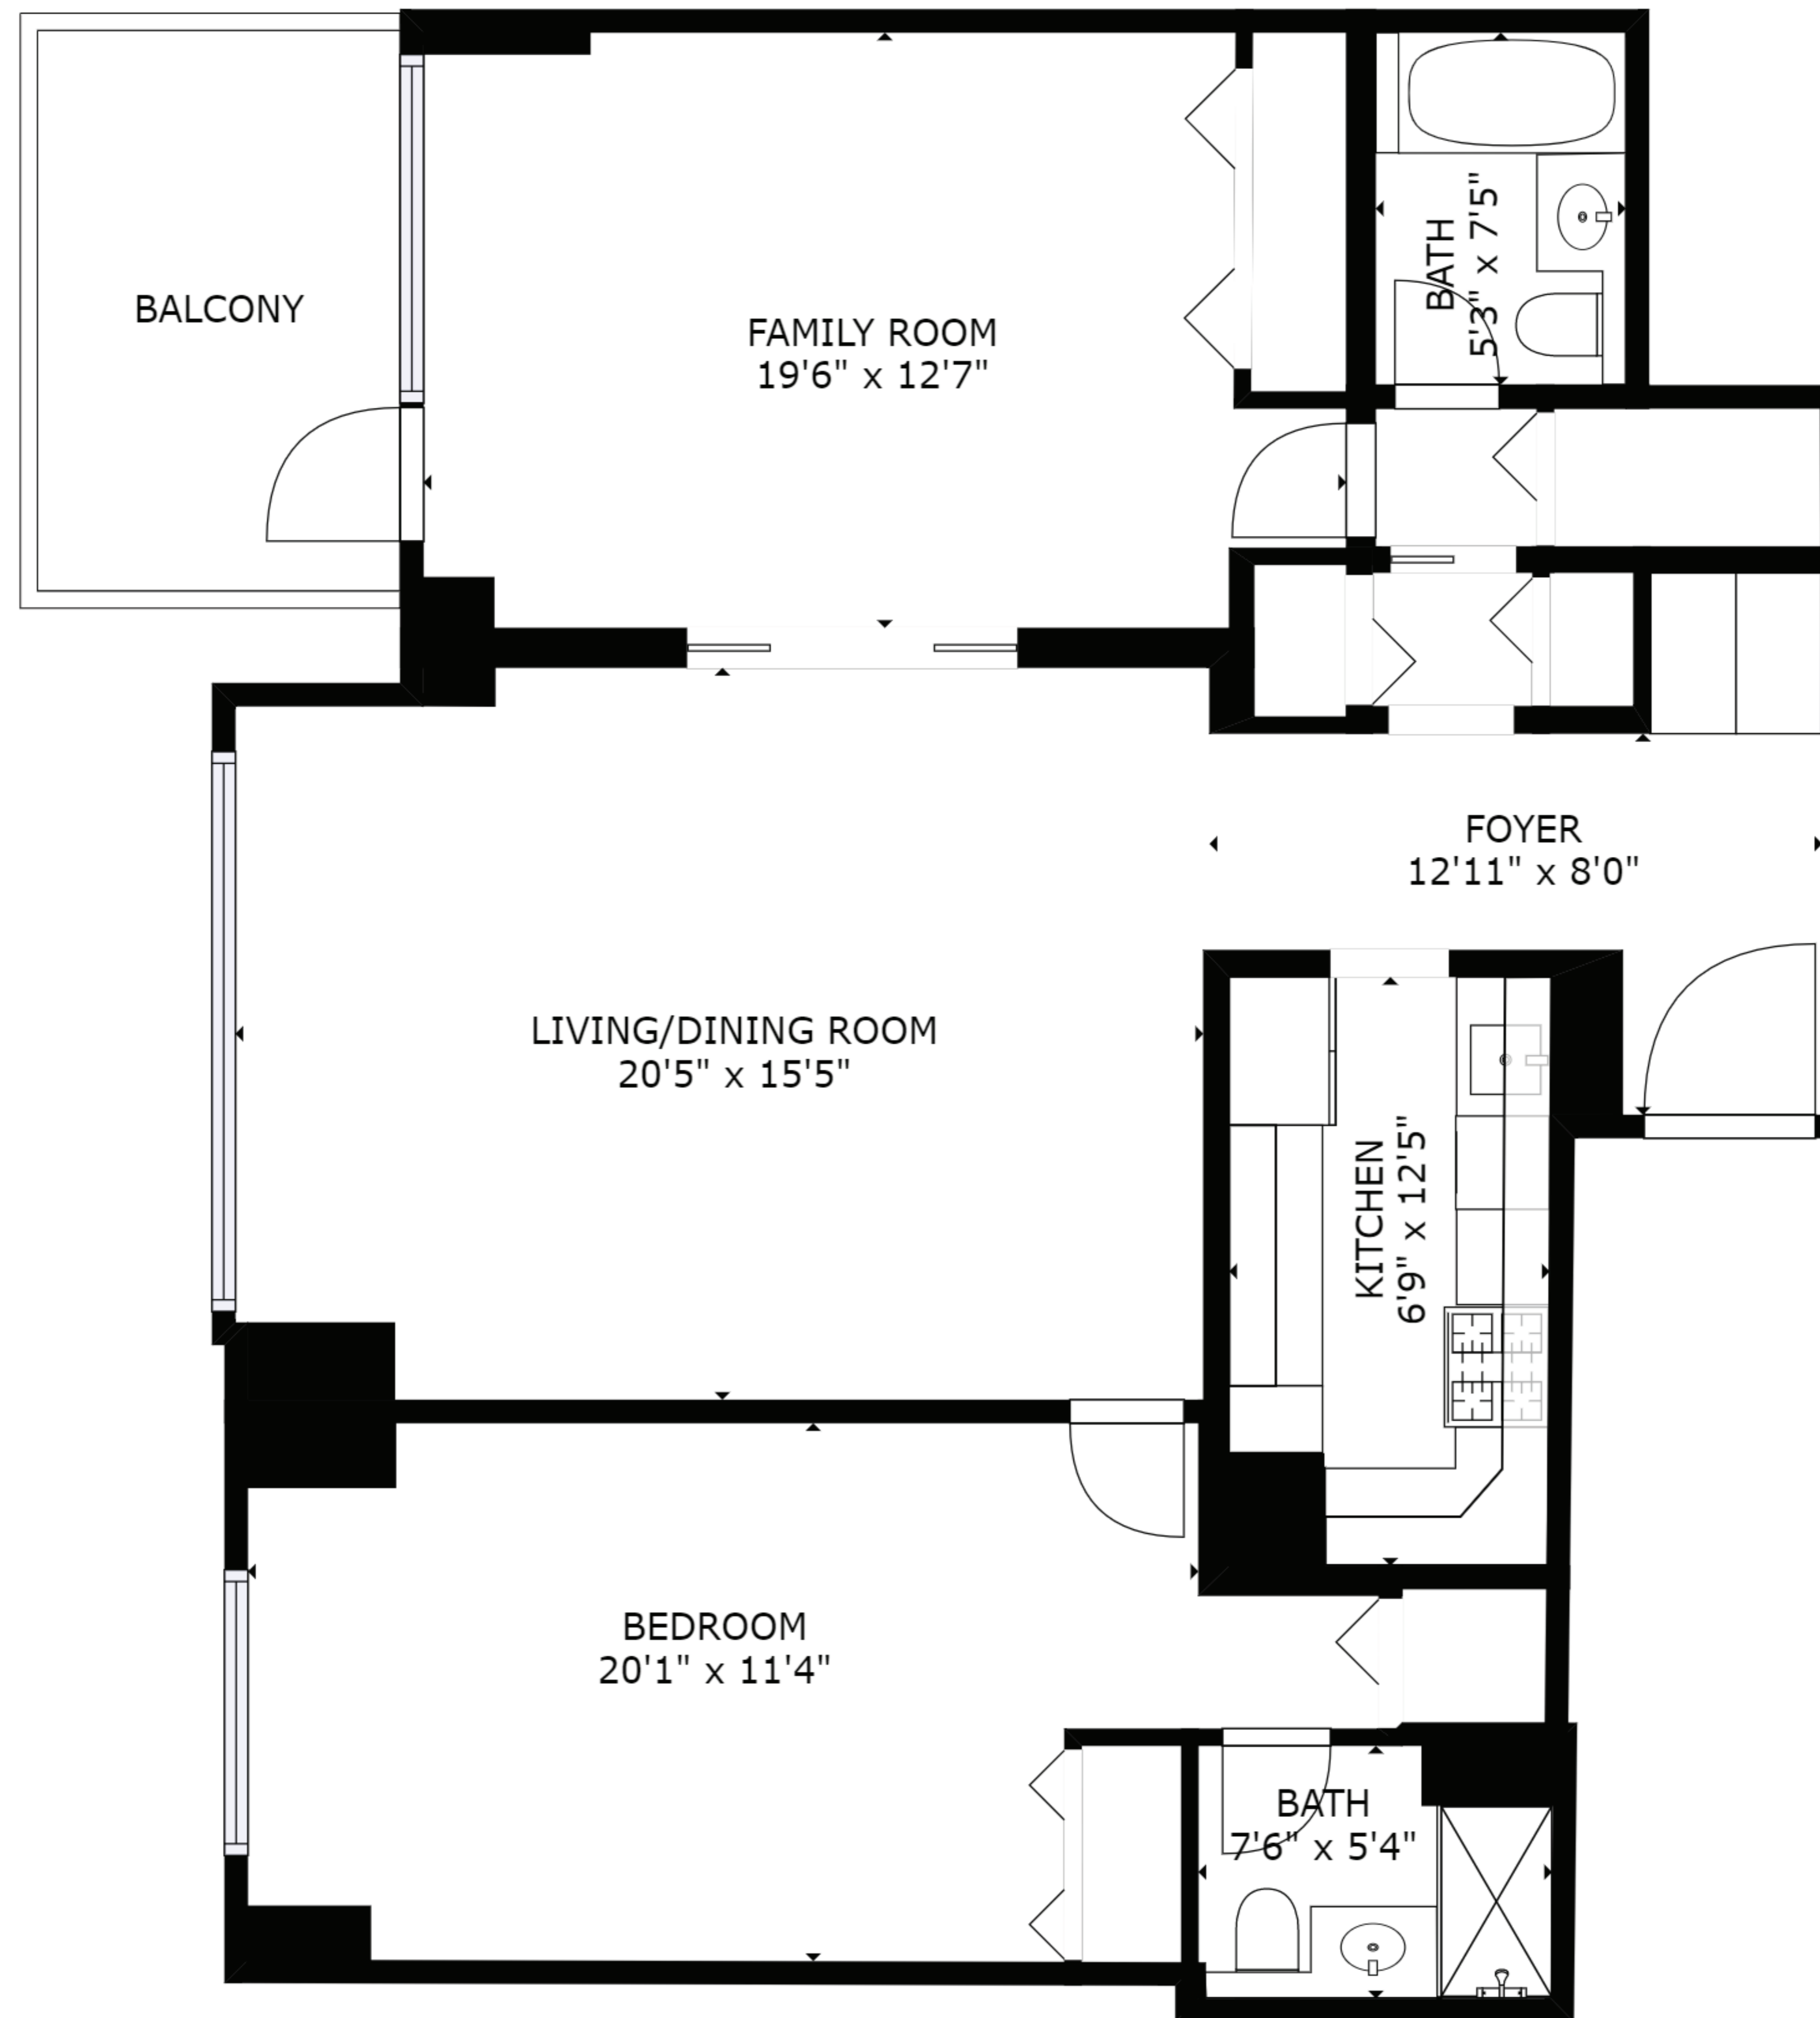 BALCONY
FAMILY ROOM
19'6" x 12'7"
BATH
5'3" x 7'5"
FOYER
12'11" x 8'0"
LIVING/DINING ROOM
20'5" x 15'5"
KITCHEN
6'9" x 12'5"
BEDROOM
20'1" x 11'4"
BATH
7'6" x 5'4"